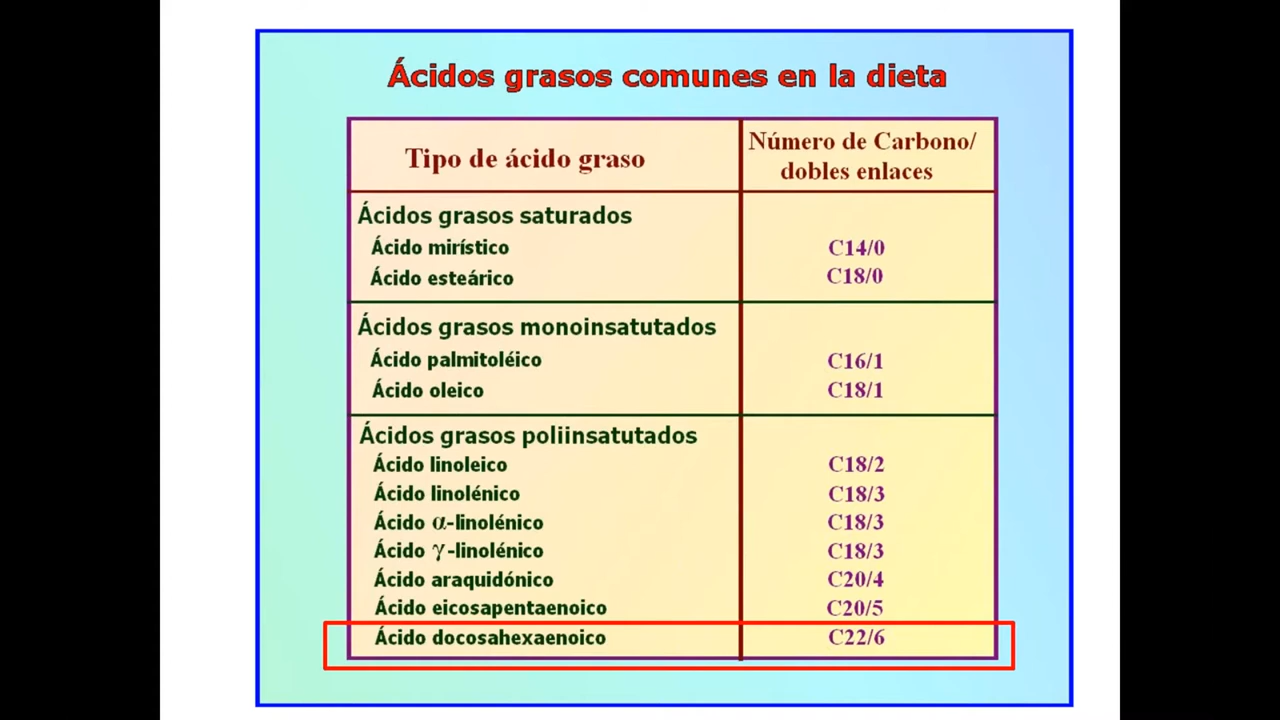 Ácidos grasos comunes en la dieta
Tipo de ácido graso
Número de Carbono/
dobles enlaces
Ácidos grasos saturados
Ácido mirístico C14/0
Ácido esteárico C18/0
Ácidos grasos monoinsatutados
Ácido palmitoléico C16/1
Ácido oleico C18/1
Ácidos grasos poliinsatutados
Ácido linoleico C18/2
Ácido linolénico C18/3
Ácido α-linolénico C18/3
Ácido γ-linolénico C18/3
Ácido araquidónico C20/4
Ácido eicosapentaenoico C20/5
Ácido docosahexaenoico C22/6